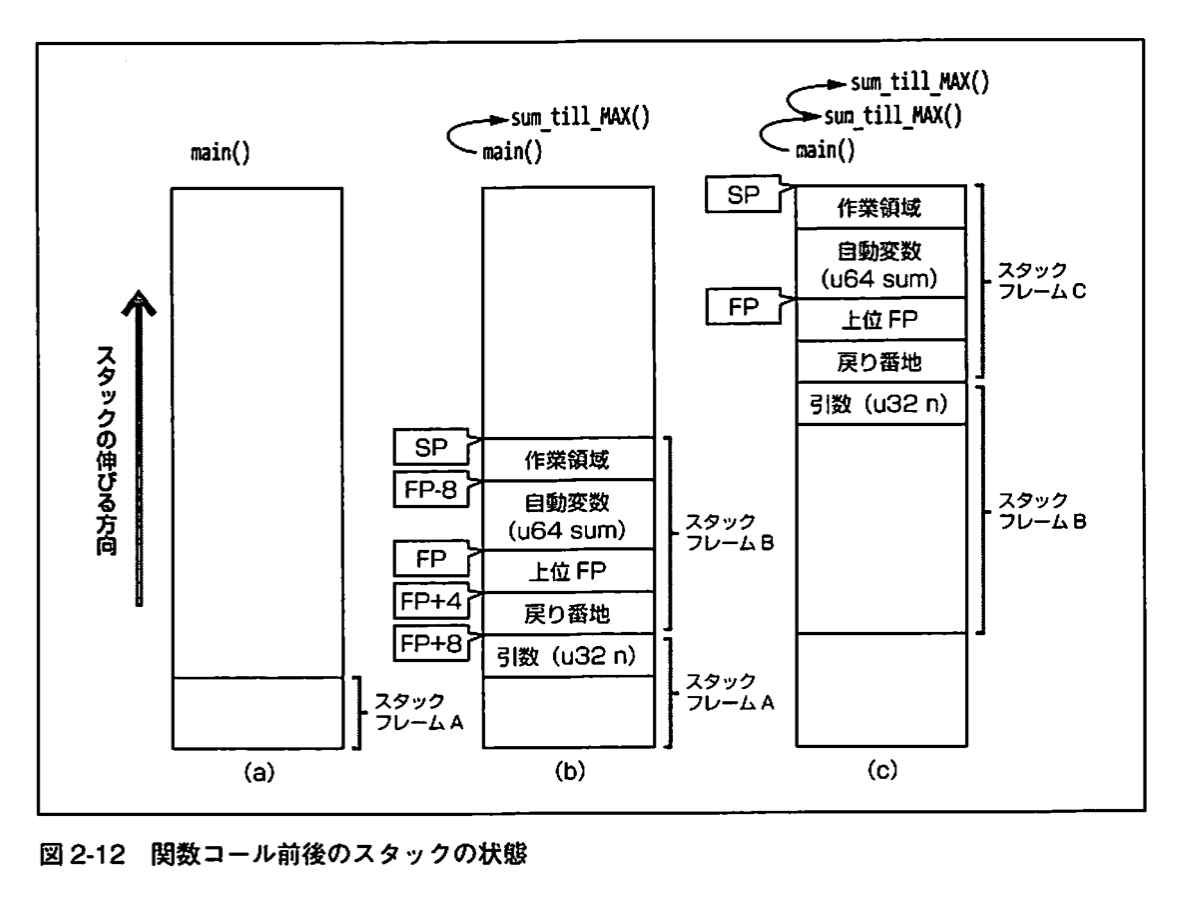 main()
スタックの伸びる方向
スタック
フレーム A
(a)
sum_till_MAX()
main()
SP
作業領域
FP-8
自動変数
(u64 sum)
FP
上位 FP
FP+4
戻り番地
FP+8
引数 (u32 n)
スタック
フレーム B
スタック
フレーム A
(b)
sum_till_MAX()
sum_till_MAX()
main()
SP
作業領域
自動変数
(u64 sum)
FP
上位 FP
戻り番地
引数 (u32 n)
スタック
フレーム C
スタック
フレーム B
(c)
図 2-12 関数コール前後のスタックの状態